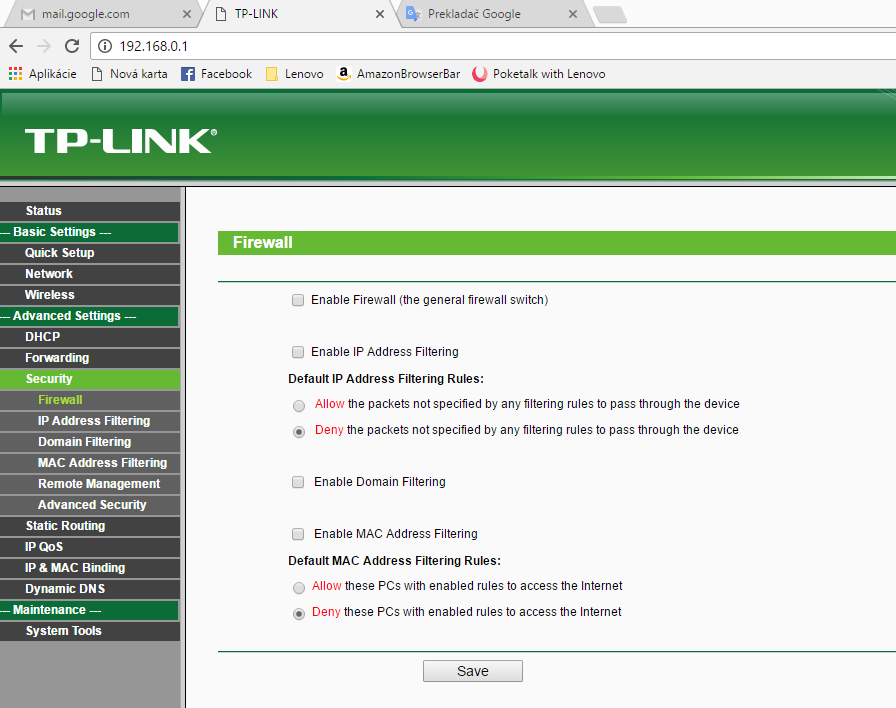 mail.google.com
TP-LINK
Prekladač Google
192.168.0.1
Aplikácie
Nová karta
Facebook
Lenovo
AmazonBrowserBar
Poketalk with Lenovo
TP-LINK®
Status
--- Basic Settings ---
Quick Setup
Network
Wireless
--- Advanced Settings ---
DHCP
Forwarding
Security
Firewall
IP Address Filtering
Domain Filtering
MAC Address Filtering
Remote Management
Advanced Security
Static Routing
IP QoS
IP & MAC Binding
Dynamic DNS
--- Maintenance ---
System Tools
Firewall
Enable Firewall (the general firewall switch)
Enable IP Address Filtering
Default IP Address Filtering Rules:
Allow the packets not specified by any filtering rules to pass through the device
Deny the packets not specified by any filtering rules to pass through the device
Enable Domain Filtering
Enable MAC Address Filtering
Default MAC Address Filtering Rules:
Allow these PCs with enabled rules to access the Internet
Deny these PCs with enabled rules to access the Internet
Save